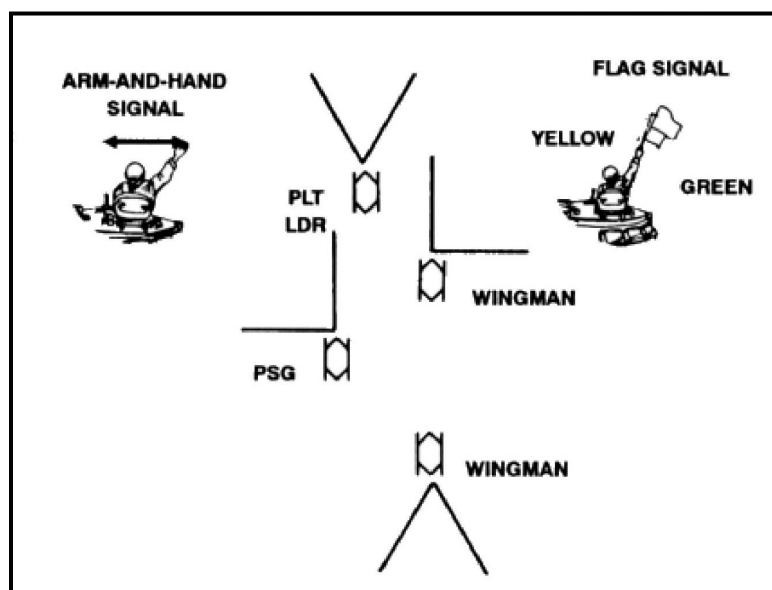 ARM-AND-HAND
SIGNAL
FLAG SIGNAL
YELLOW
GREEN
PLT
LDR
WINGMAN
PSG
WINGMAN